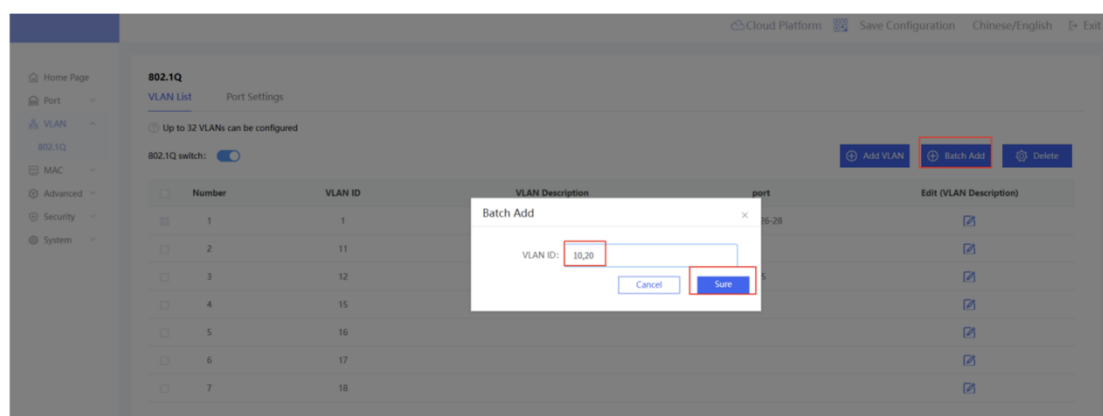 Cloud Platform Save Configuration Chinese/English Exit
Home Page
Port
VLAN
802.1Q
MAC
Advanced
Security
System
802.1Q
VLAN List Port Settings
Up to 32 VLANs can be configured
802.1Q switch:
Add VLAN Batch Add Delete
Number VLAN ID VLAN Description port Edit (VLAN Description)
1 1 26-28
2 11
3 12
4 15
5 16
6 17
7 18
Batch Add ×
VLAN ID: 10,20
Cancel Sure